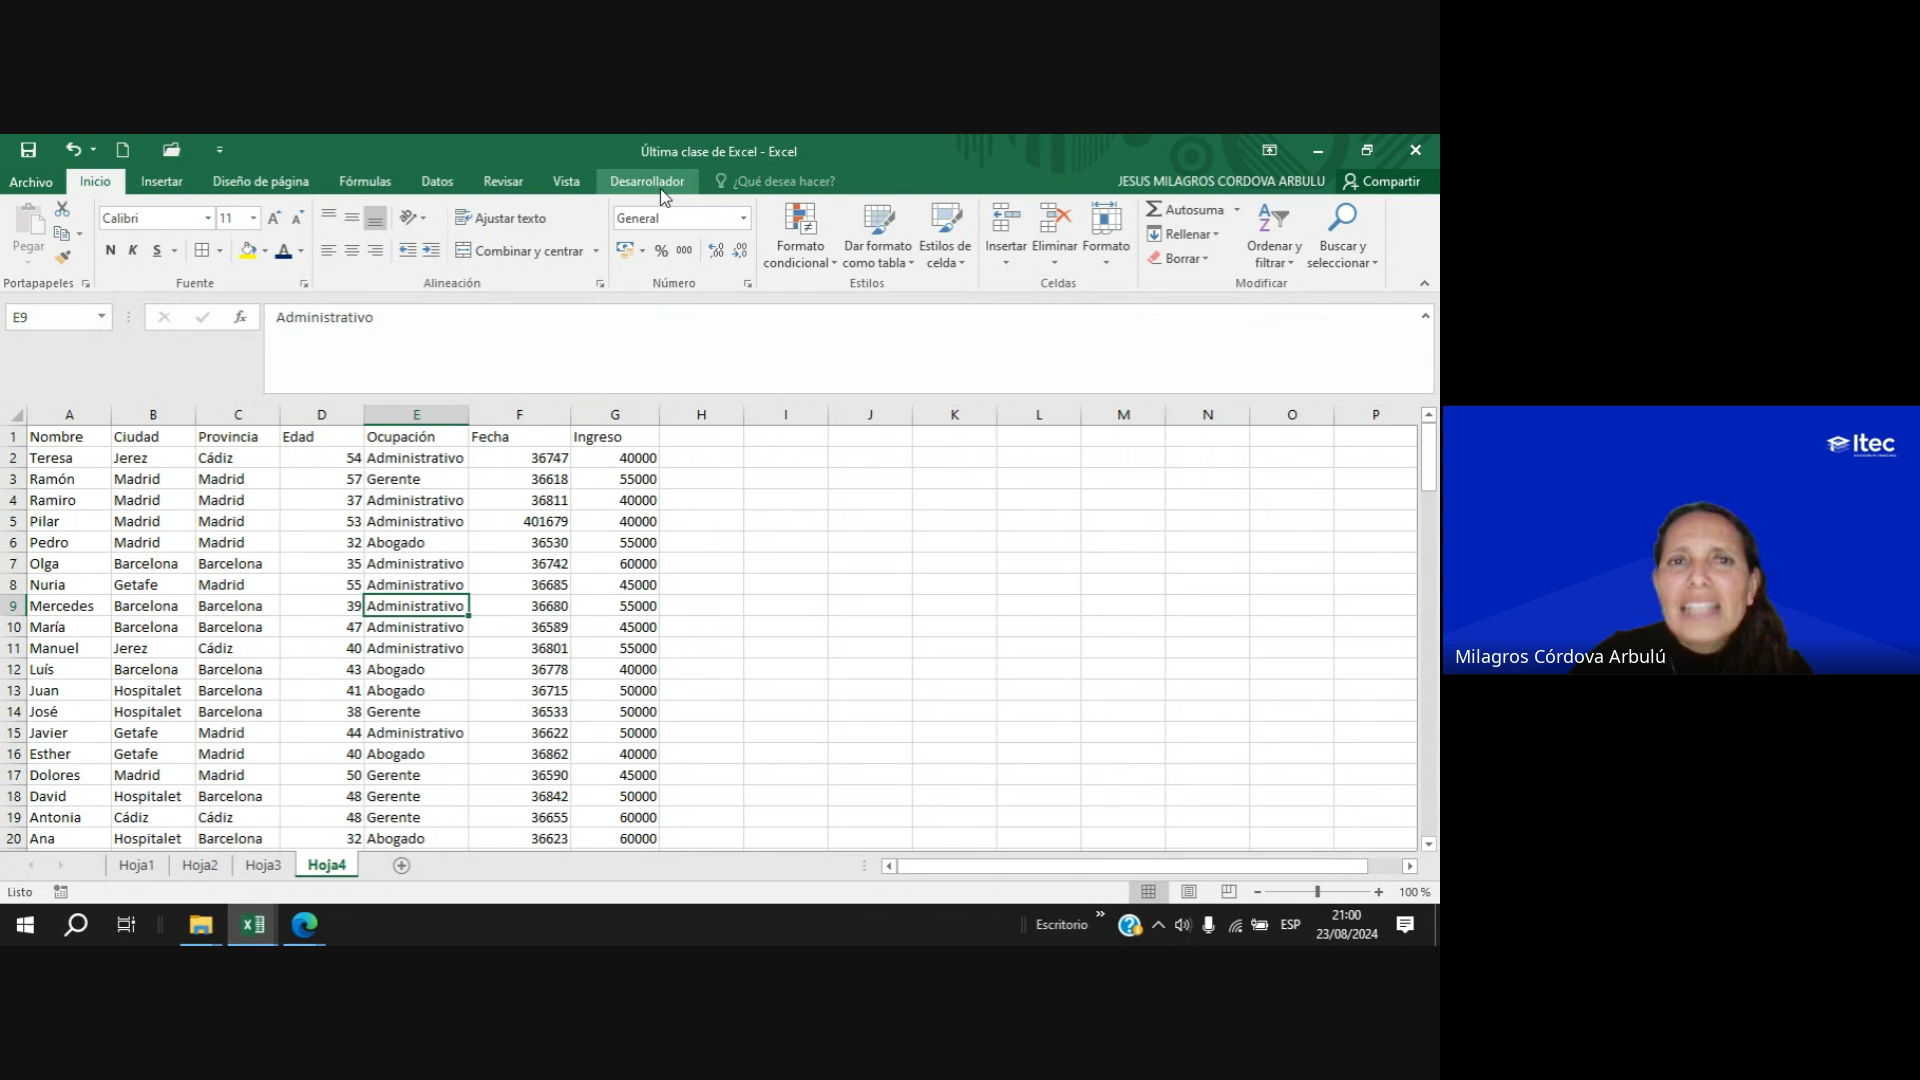 Última clase de Excel - Excel
Archivo Inicio Insertar Diseño de página Fórmulas Datos Revisar Vista Desarrollador ¿Qué desea hacer? JESUS MILAGROS CORDOVA ARBULU Compartir
Pegar
Calibri 11
N K S
Ajustar texto
Combinar y centrar
General
% 000
Formato condicional
Dar formato como tabla
Estilos de celda
Insertar Eliminar Formato
Autosuma
Rellenar
Borrar
Ordenar y filtrar
Buscar y seleccionar
Portapapeles Fuente Alineación Número Estilos Celdas Modificar
E9 fx Administrativo
A B C D E F G H I J K L M N O P
1 Nombre Ciudad Provincia Edad Ocupación Fecha Ingreso
2 Teresa Jerez Cádiz 54 Administrativo 36747 40000
3 Ramón Madrid Madrid 57 Gerente 36618 55000
4 Ramiro Madrid Madrid 37 Administrativo 36811 40000
5 Pilar Madrid Madrid 53 Administrativo 401679 40000
6 Pedro Madrid Madrid 32 Abogado 36530 55000
7 Olga Barcelona Barcelona 35 Administrativo 36742 60000
8 Nuria Getafe Madrid 55 Administrativo 36685 45000
9 Mercedes Barcelona Barcelona 39 Administrativo 36680 55000
10 María Barcelona Barcelona 47 Administrativo 36589 45000
11 Manuel Jerez Cádiz 40 Administrativo 36801 55000
12 Luís Barcelona Barcelona 43 Abogado 36778 40000
13 Juan Hospitalet Barcelona 41 Abogado 36715 50000
14 José Hospitalet Barcelona 38 Gerente 36533 50000
15 Javier Getafe Madrid 44 Administrativo 36622 50000
16 Esther Getafe Madrid 40 Abogado 36862 40000
17 Dolores Madrid Madrid 50 Gerente 36590 45000
18 David Hospitalet Barcelona 48 Gerente 36842 50000
19 Antonia Cádiz Cádiz 48 Gerente 36655 60000
20 Ana Hospitalet Barcelona 32 Abogado 36623 60000
Hoja1 Hoja2 Hoja3 Hoja4
Listo 100 %
Escritorio ESP 21:00
23/08/2024
Itec
Milagros Córdova Arbulú